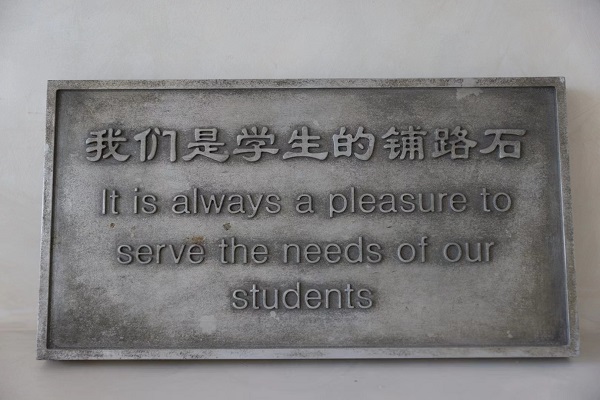 我们是学生的铺路石
It is always a pleasure to
serve the needs of our
students